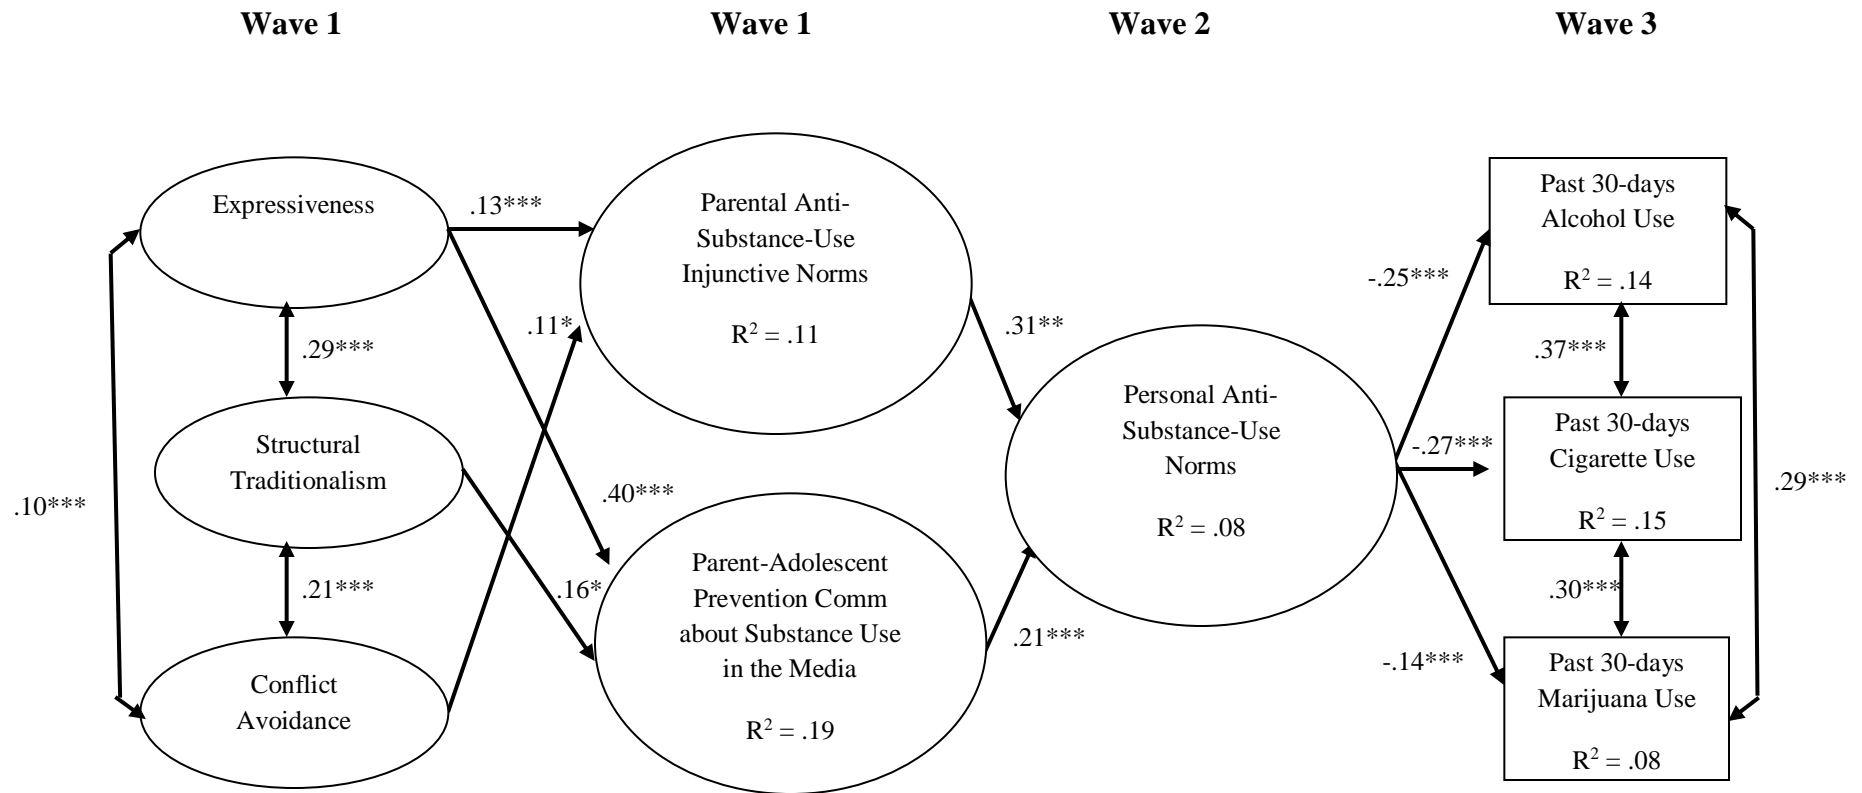 Wave 1
Wave 1
Wave 2
Wave 3
Expressiveness
.13***
Parental Anti-
Substance-Use
Injunctive Norms
R² = .11
Past 30-days
Alcohol Use
R² = .14
-.25***
.11*
.31**
.29***
.37***
Structural
Traditionalism
Personal Anti-
Substance-Use
Norms
R² = .08
-.27***
Past 30-days
Cigarette Use
R² = .15
.10***
.40***
.29***
.21***
.16*
Parent-Adolescent
Prevention Comm
about Substance Use
in the Media
R² = .19
.21***
.30***
-.14***
Conflict
Avoidance
Past 30-days
Marijuana Use
R² = .08